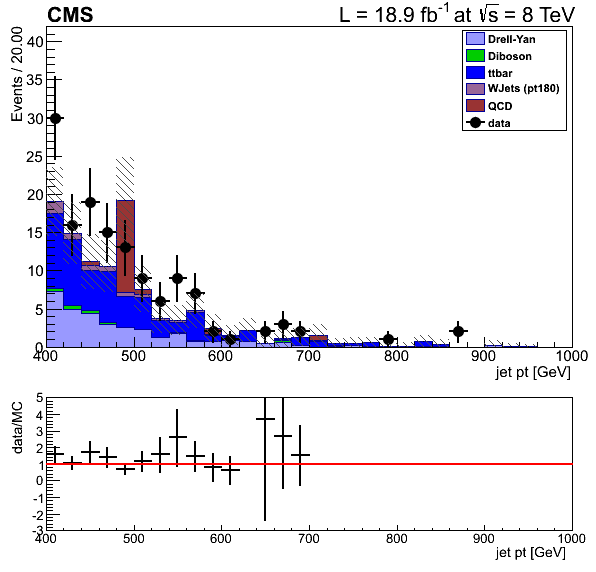 CMS
L = 18.9 fb⁻¹ at √s = 8 TeV
Events / 20.00
40
35
30
25
20
15
10
5
0
Drell-Yan
Diboson
ttbar
WJets (pt180)
QCD
data
400 500 600 700 800 900 1000
jet pt [GeV]
data/MC
5
4
3
2
1
0
-1
-2
-3
400 500 600 700 800 900 1000
jet pt [GeV]